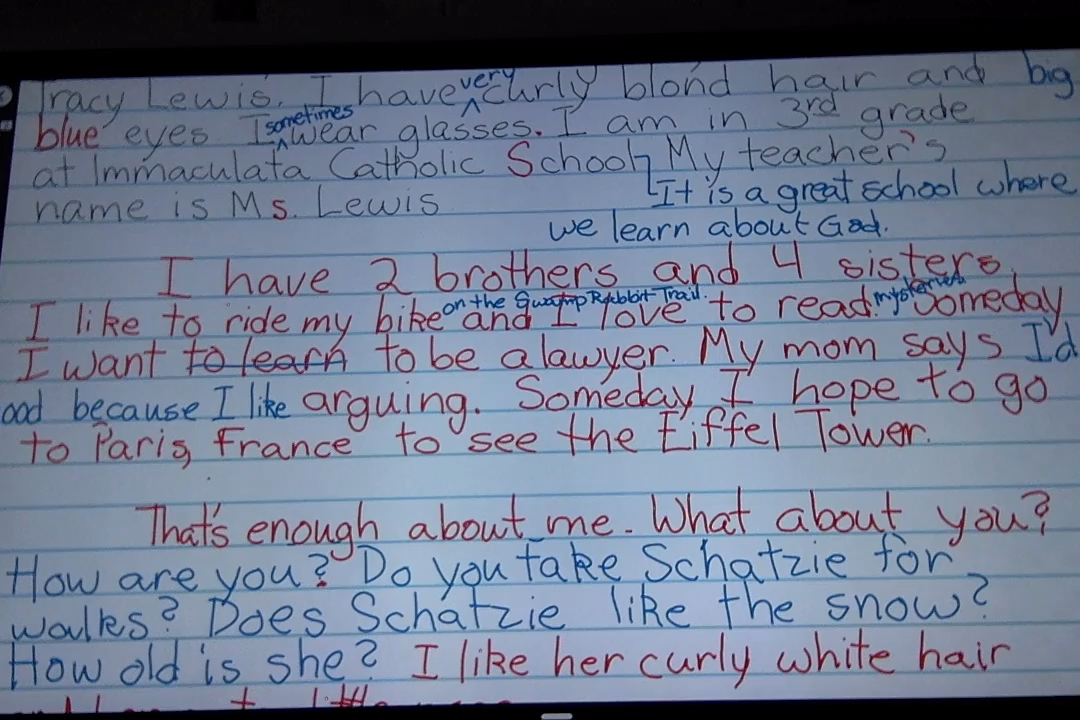 Tracy Lewis. I have very curly blond hair and big
blue eyes. I sometimes wear glasses. I am in 3rd grade
at Immaculata Catholic School. My teacher's
name is Ms. Lewis
It is a great school where
we learn about God.
I have 2 brothers and 4 sisters.
I like to ride my bike on the Swamp Rabbit Trail. and I love to read mysteries. Someday
I want to learn to be a lawyer. My mom says I'd
ood because I like arguing. Someday I hope to go
to Paris, France to see the Eiffel Tower.
That's enough about me. What about you?
How are you? Do you take Schatzie for
walks? Does Schatzie like the snow?
How old is she? I like her curly white hair